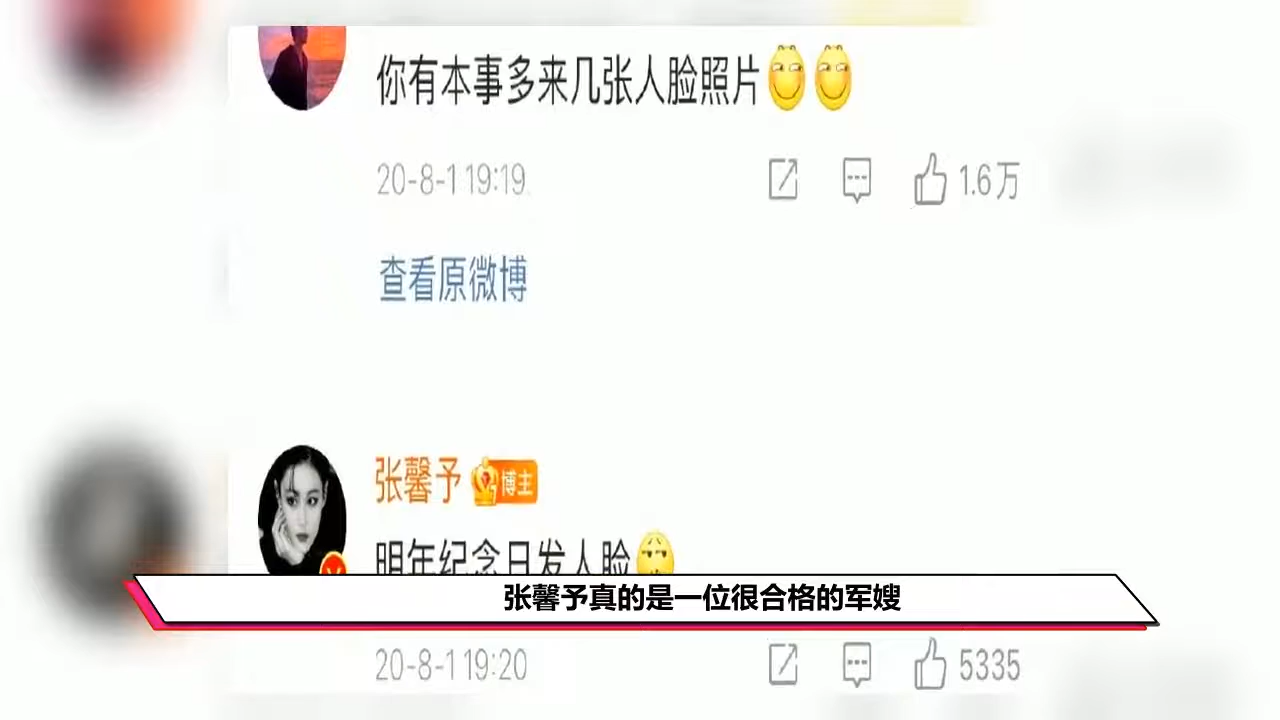 你有本事多来几张人脸照片
20-8-1 19:19
1.6万
查看原微博
张馨予
博主
明年纪念日发人脸
张馨予真的是一位很合格的军嫂
20-8-1 19:20
5335